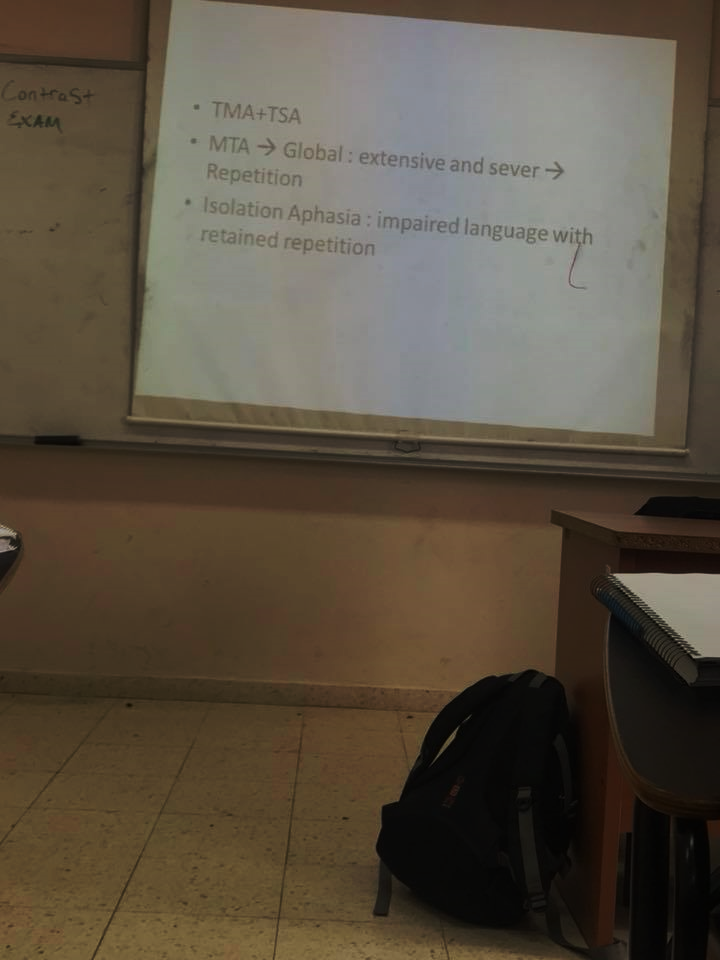 Contrast
EXAM
• TMA+TSA
• MTA → Global : extensive and sever →
Repetition
• Isolation Aphasia : impaired language with
retained repetition